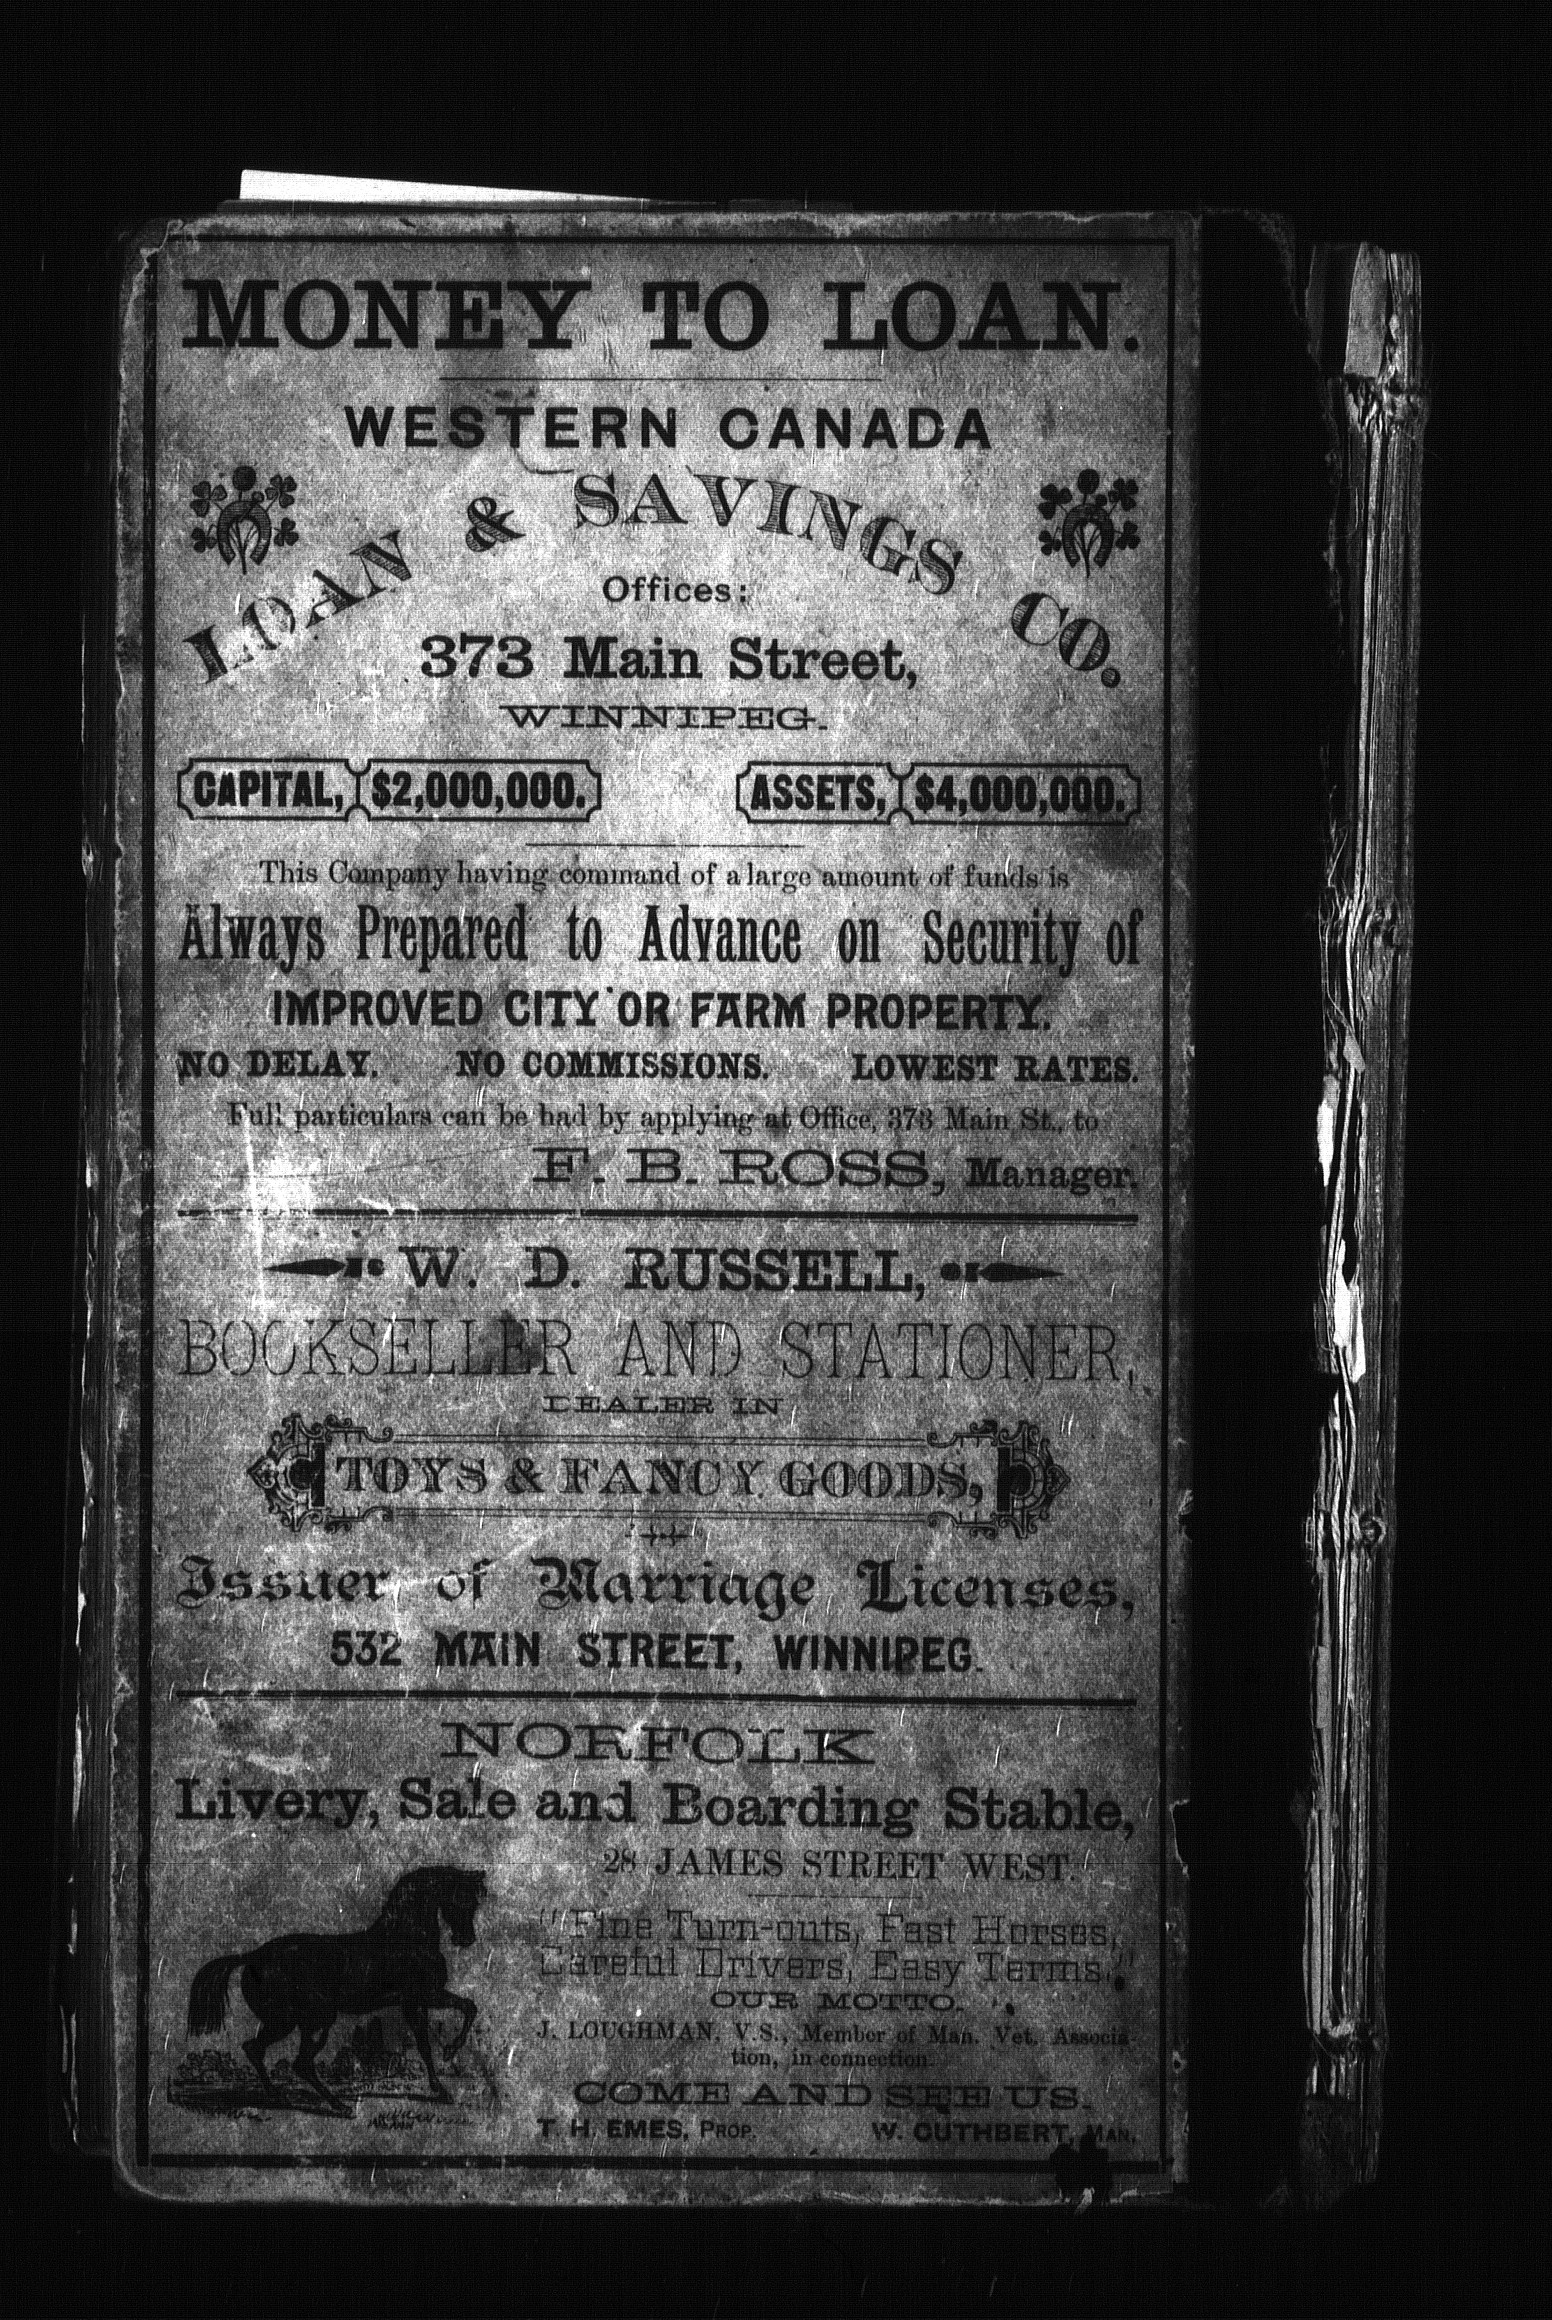 MONEY TO LOAN.
WESTERN CANADA
LOAN & SAVINGS CO.
Offices:
373 Main Street,
WINNIPEG.
CAPITAL, $2,000,000. ASSETS, $4,000,000.
This Company having command of a large amount of funds is
Always Prepared to Advance on Security of
IMPROVED CITY OR FARM PROPERTY.
NO DELAY. NO COMMISSIONS. LOWEST RATES.
Full particulars can be had by applying at Office, 373 Main St., to
F. B. ROSS, Manager.
W. D. RUSSELL,
BOOKSELLER AND STATIONER,
DEALER IN
TOYS & FANCY GOODS,
Issuer of Marriage Licenses,
532 MAIN STREET, WINNIPEG.
NORFOLK
Livery, Sale and Boarding Stable,
28 JAMES STREET WEST.
"Fine Turn-outs, Fast Horses,
Careful Drivers, Easy Terms,"
OUR MOTTO.
J. LOUGHMAN, V.S., Member of Man. Vet. Associa-
tion, in connection.
COME AND SEE US.
T. H. EMES, PROP. W. CUTHBERT, MAN.